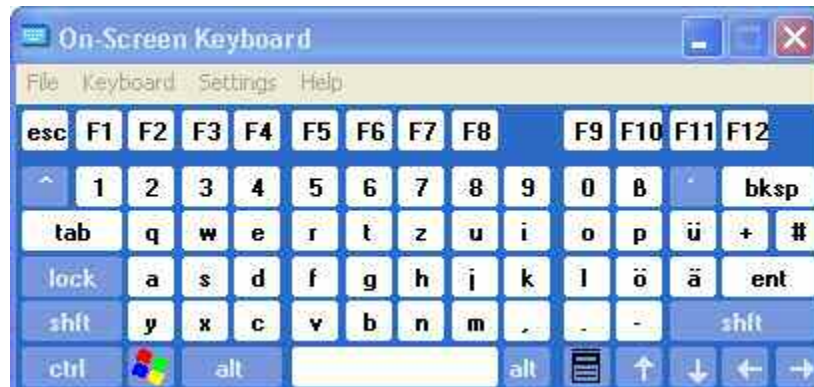 On-Screen Keyboard
File Keyboard Settings Help
esc F1 F2 F3 F4 F5 F6 F7 F8 F9 F10 F11 F12
^ 1 2 3 4 5 6 7 8 9 0 ß ´ bksp
tab q w e r t z u i o p ü + #
lock a s d f g h j k l ö ä ent
shft y x c v b n m , . - shft
ctrl alt alt ↑ ↓ ← →